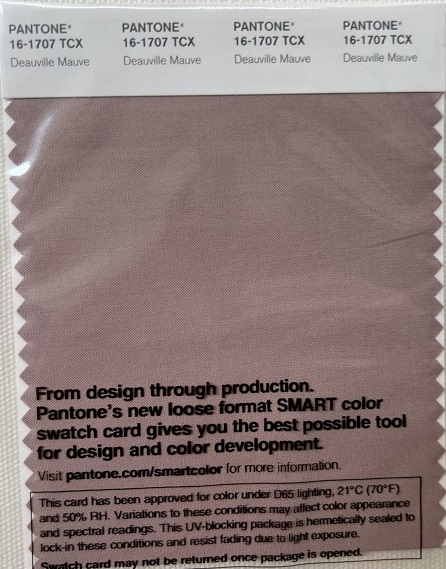 PANTONE® PANTONE® PANTONE® PANTONE®
16-1707 TCX 16-1707 TCX 16-1707 TCX 16-1707 TCX
Deauville Mauve Deauville Mauve Deauville Mauve Deauville Mauve
From design through production.
Pantone's new loose format SMART color
swatch card gives you the best possible tool
for design and color development.
Visit pantone.com/smartcolor for more information.
This card has been approved for color under D65 lighting, 21°C (70°F)
and 50% RH. Variations to these conditions may affect color appearance
and spectral readings. This UV-blocking package is hermetically sealed to
lock-in these conditions and resist fading due to light exposure.
Swatch card may not be returned once package is opened.